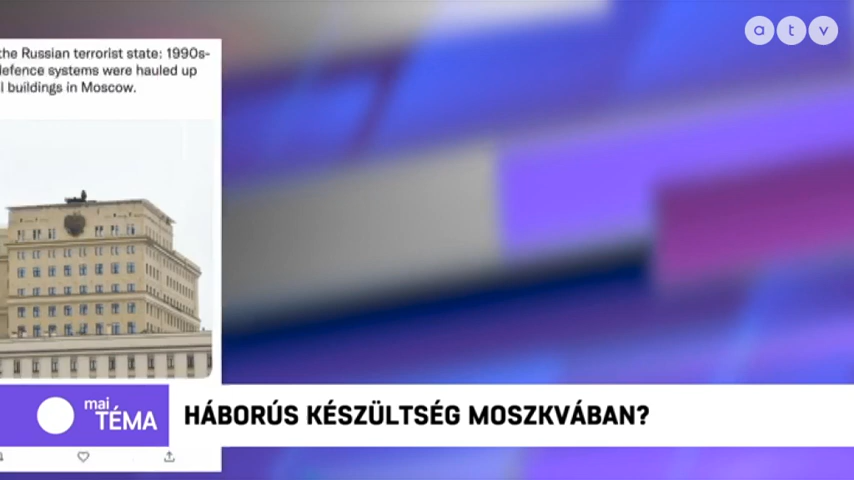 atv
the Russian terrorist state: 1990s-
defence systems were hauled up
l buildings in Moscow.
mai
TÉMA
HÁBORÚS KÉSZÜLTSÉG MOSZKVÁBAN?